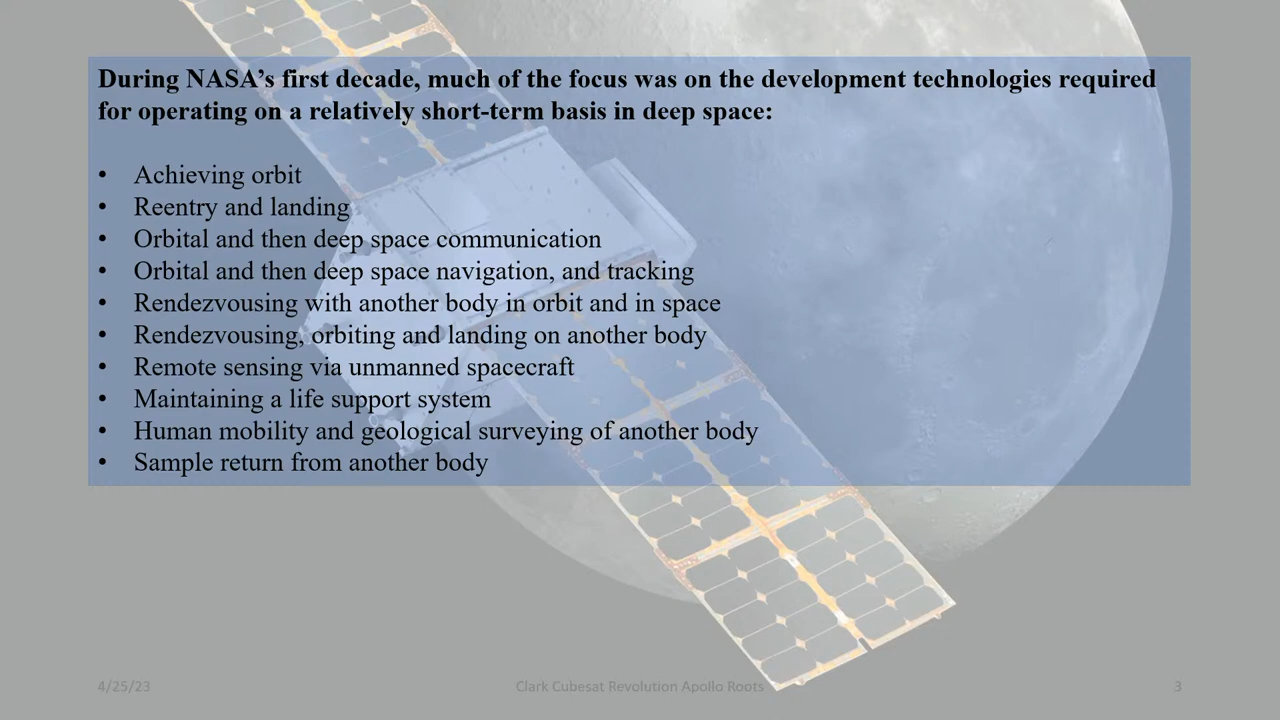 During NASA’s first decade, much of the focus was on the development technologies required
for operating on a relatively short-term basis in deep space:
• Achieving orbit
• Reentry and landing
• Orbital and then deep space communication
• Orbital and then deep space navigation, and tracking
• Rendezvousing with another body in orbit and in space
• Rendezvousing, orbiting and landing on another body
• Remote sensing via unmanned spacecraft
• Maintaining a life support system
• Human mobility and geological surveying of another body
• Sample return from another body
4/25/23 Clark Cubesat Revolution Apollo Roots 3